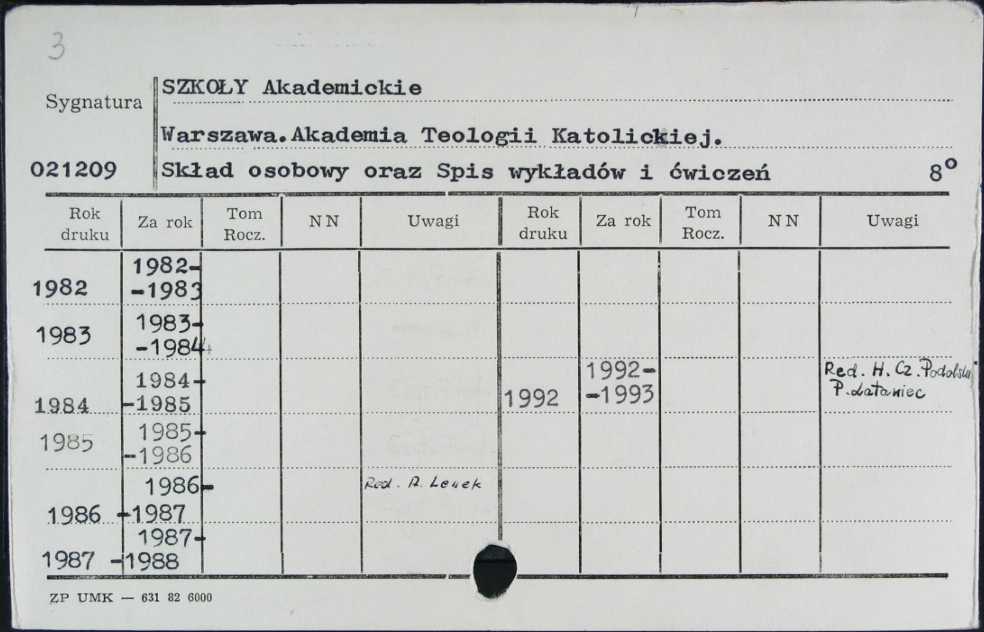 3
SZKOŁY Akademickie
Sygnatura
Warszawa.Akademia Teologii Katolickiej.
021209 Skład osobowy oraz Spis wykładów i ćwiczeń 8°
Rok druku Za rok Tom Rocz. NN Uwagi Rok druku Za rok Tom Rocz. NN Uwagi
1982 1982-
-1983
1983 1983-
-1984
1984 1984-
-1985
1992 1992-
-1993 Red. H. Cz. Podolski
P. Łataniec
1985 1985-
-1986
1986 1986-
-1987 Red. A. Lenek
1987 1987-
-1988
ZP UMK — 631 82 6000